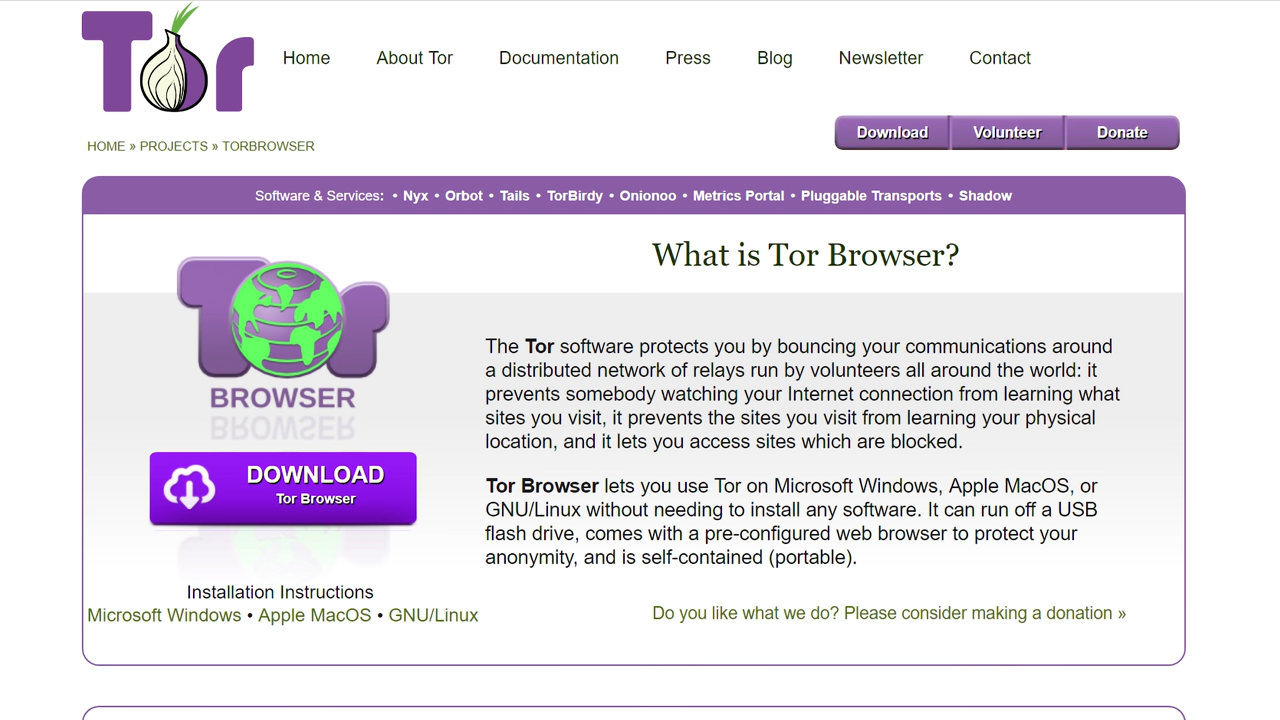 Tor
Home About Tor Documentation Press Blog Newsletter Contact
Download Volunteer Donate
HOME » PROJECTS » TORBROWSER
Software & Services: • Nyx • Orbot • Tails • TorBirdy • Onionoo • Metrics Portal • Pluggable Transports • Shadow
What is Tor Browser?
Tor
BROWSER
DOWNLOAD
Tor Browser
Installation Instructions
Microsoft Windows • Apple MacOS • GNU/Linux
The Tor software protects you by bouncing your communications around
a distributed network of relays run by volunteers all around the world: it
prevents somebody watching your Internet connection from learning what
sites you visit, it prevents the sites you visit from learning your physical
location, and it lets you access sites which are blocked.
Tor Browser lets you use Tor on Microsoft Windows, Apple MacOS, or
GNU/Linux without needing to install any software. It can run off a USB
flash drive, comes with a pre-configured web browser to protect your
anonymity, and is self-contained (portable).
Do you like what we do? Please consider making a donation »